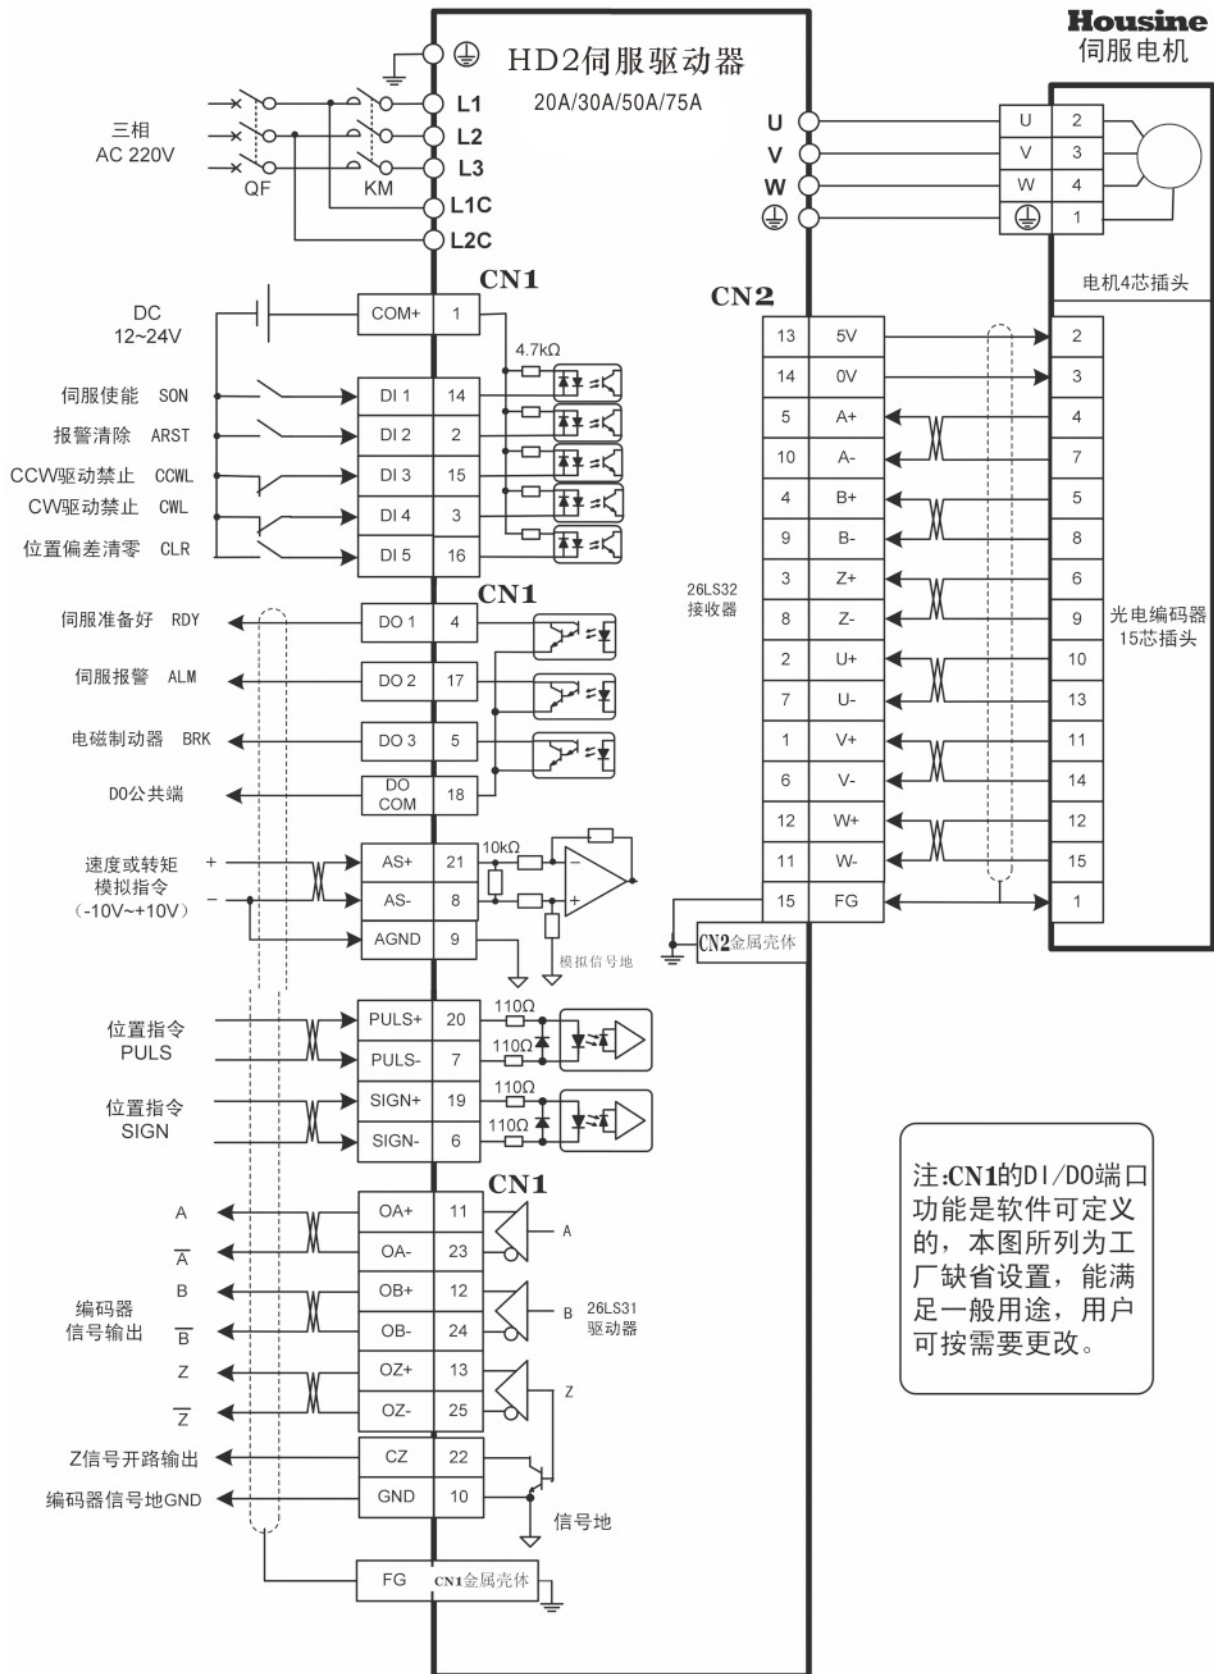 Housine
伺服电机
HD2伺服驱动器
20A/30A/50A/75A
三相
AC 220V
QF
KM
L1
L2
L3
L1C
L2C
U
V
W
U 2
V 3
W 4
1
电机4芯插头
CN1
DC
12~24V
COM+ 1
4.7kΩ
伺服使能 SON DI 1 14
报警清除 ARST DI 2 2
CCW驱动禁止 CCWL DI 3 15
CW驱动禁止 CWL DI 4 3
位置偏差清零 CLR DI 5 16
CN1
伺服准备好 RDY DO 1 4
伺服报警 ALM DO 2 17
电磁制动器 BRK DO 3 5
DO公共端 DO COM 18
速度或转矩
模拟指令
(-10V~+10V)
+ AS+ 21
- AS- 8
AGND 9
10kΩ
−
+
模拟信号地
位置指令
PULS
PULS+ 20 110Ω
PULS- 7 110Ω
位置指令
SIGN
SIGN+ 19 110Ω
SIGN- 6 110Ω
CN1
编码器
信号输出
A OA+ 11
A OA- 23
A
B OB+ 12
B OB- 24
B
26LS31
驱动器
Z OZ+ 13
Z OZ- 25
Z
Z信号开路输出 CZ 22
编码器信号地GND GND 10
信号地
FG CN1金属壳体
CN2
26LS32
接收器
13 5V 2
14 0V 3
5 A+ 4
10 A- 7
4 B+ 5
9 B- 8
3 Z+ 6
8 Z- 9
2 U+ 10
7 U- 13
1 V+ 11
6 V- 14
12 W+ 12
11 W- 15
15 FG 1
CN2金属壳体
光电编码器
15芯插头
注:CN1的DI/DO端口
功能是软件可定义
的，本图所列为工
厂缺省设置，能满
足一般用途，用户
可按需要更改。